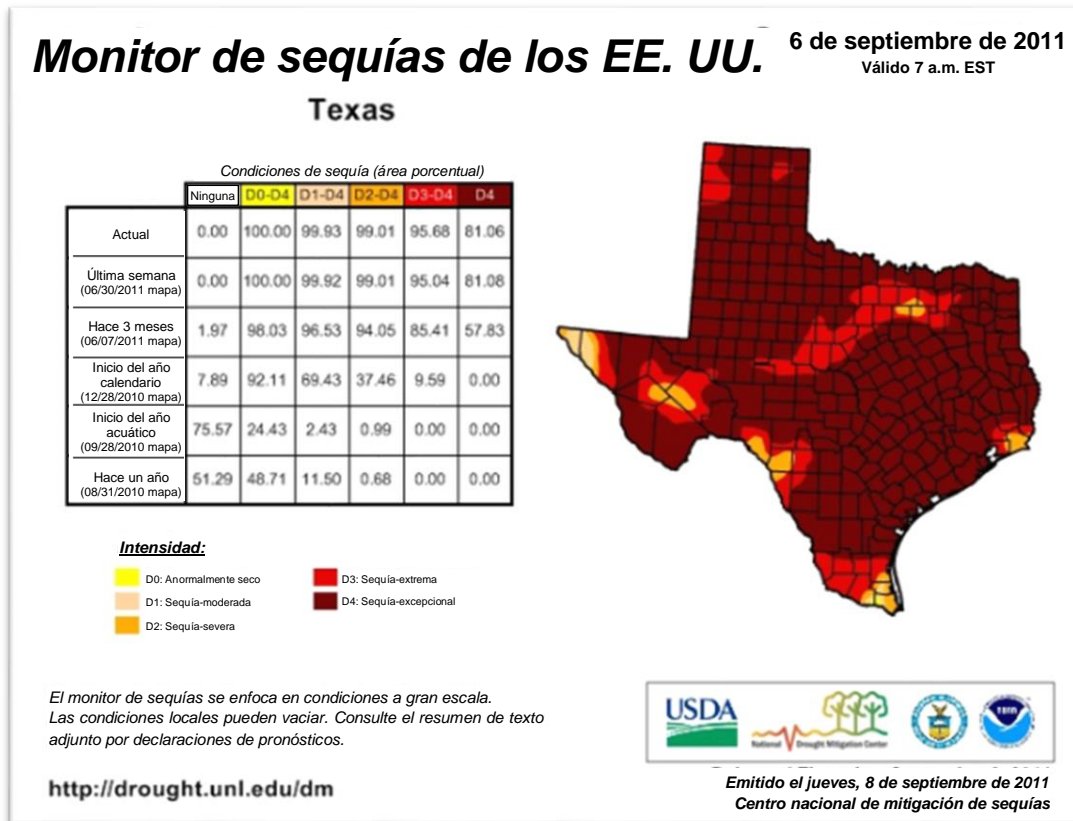 Monitor de sequías de los EE. UU.
6 de septiembre de 2011
Válido 7 a.m. EST
Texas
Condiciones de sequía (área porcentual)
Ninguna D0-D4 D1-D4 D2-D4 D3-D4 D4
Actual 0.00 100.00 99.93 99.01 95.68 81.06
Última semana
(06/30/2011 mapa) 0.00 100.00 99.92 99.01 95.04 81.08
Hace 3 meses
(06/07/2011 mapa) 1.97 98.03 96.53 94.05 85.41 57.83
Inicio del año
calendario
(12/28/2010 mapa) 7.89 92.11 69.43 37.46 9.59 0.00
Inicio del año
acuático
(09/28/2010 mapa) 75.57 24.43 2.43 0.99 0.00 0.00
Hace un año
(08/31/2010 mapa) 51.29 48.71 11.50 0.68 0.00 0.00
Intensidad:
D0: Anormalmente seco
D1: Sequía-moderada
D2: Sequía-severa
D3: Sequía-extrema
D4: Sequía-excepcional
El monitor de sequías se enfoca en condiciones a gran escala.
Las condiciones locales pueden vaciar. Consulte el resumen de texto
adjunto por declaraciones de pronósticos.
http://drought.unl.edu/dm
USDA
National Drought Mitigation Center
Emitido el jueves, 8 de septiembre de 2011
Centro nacional de mitigación de sequías